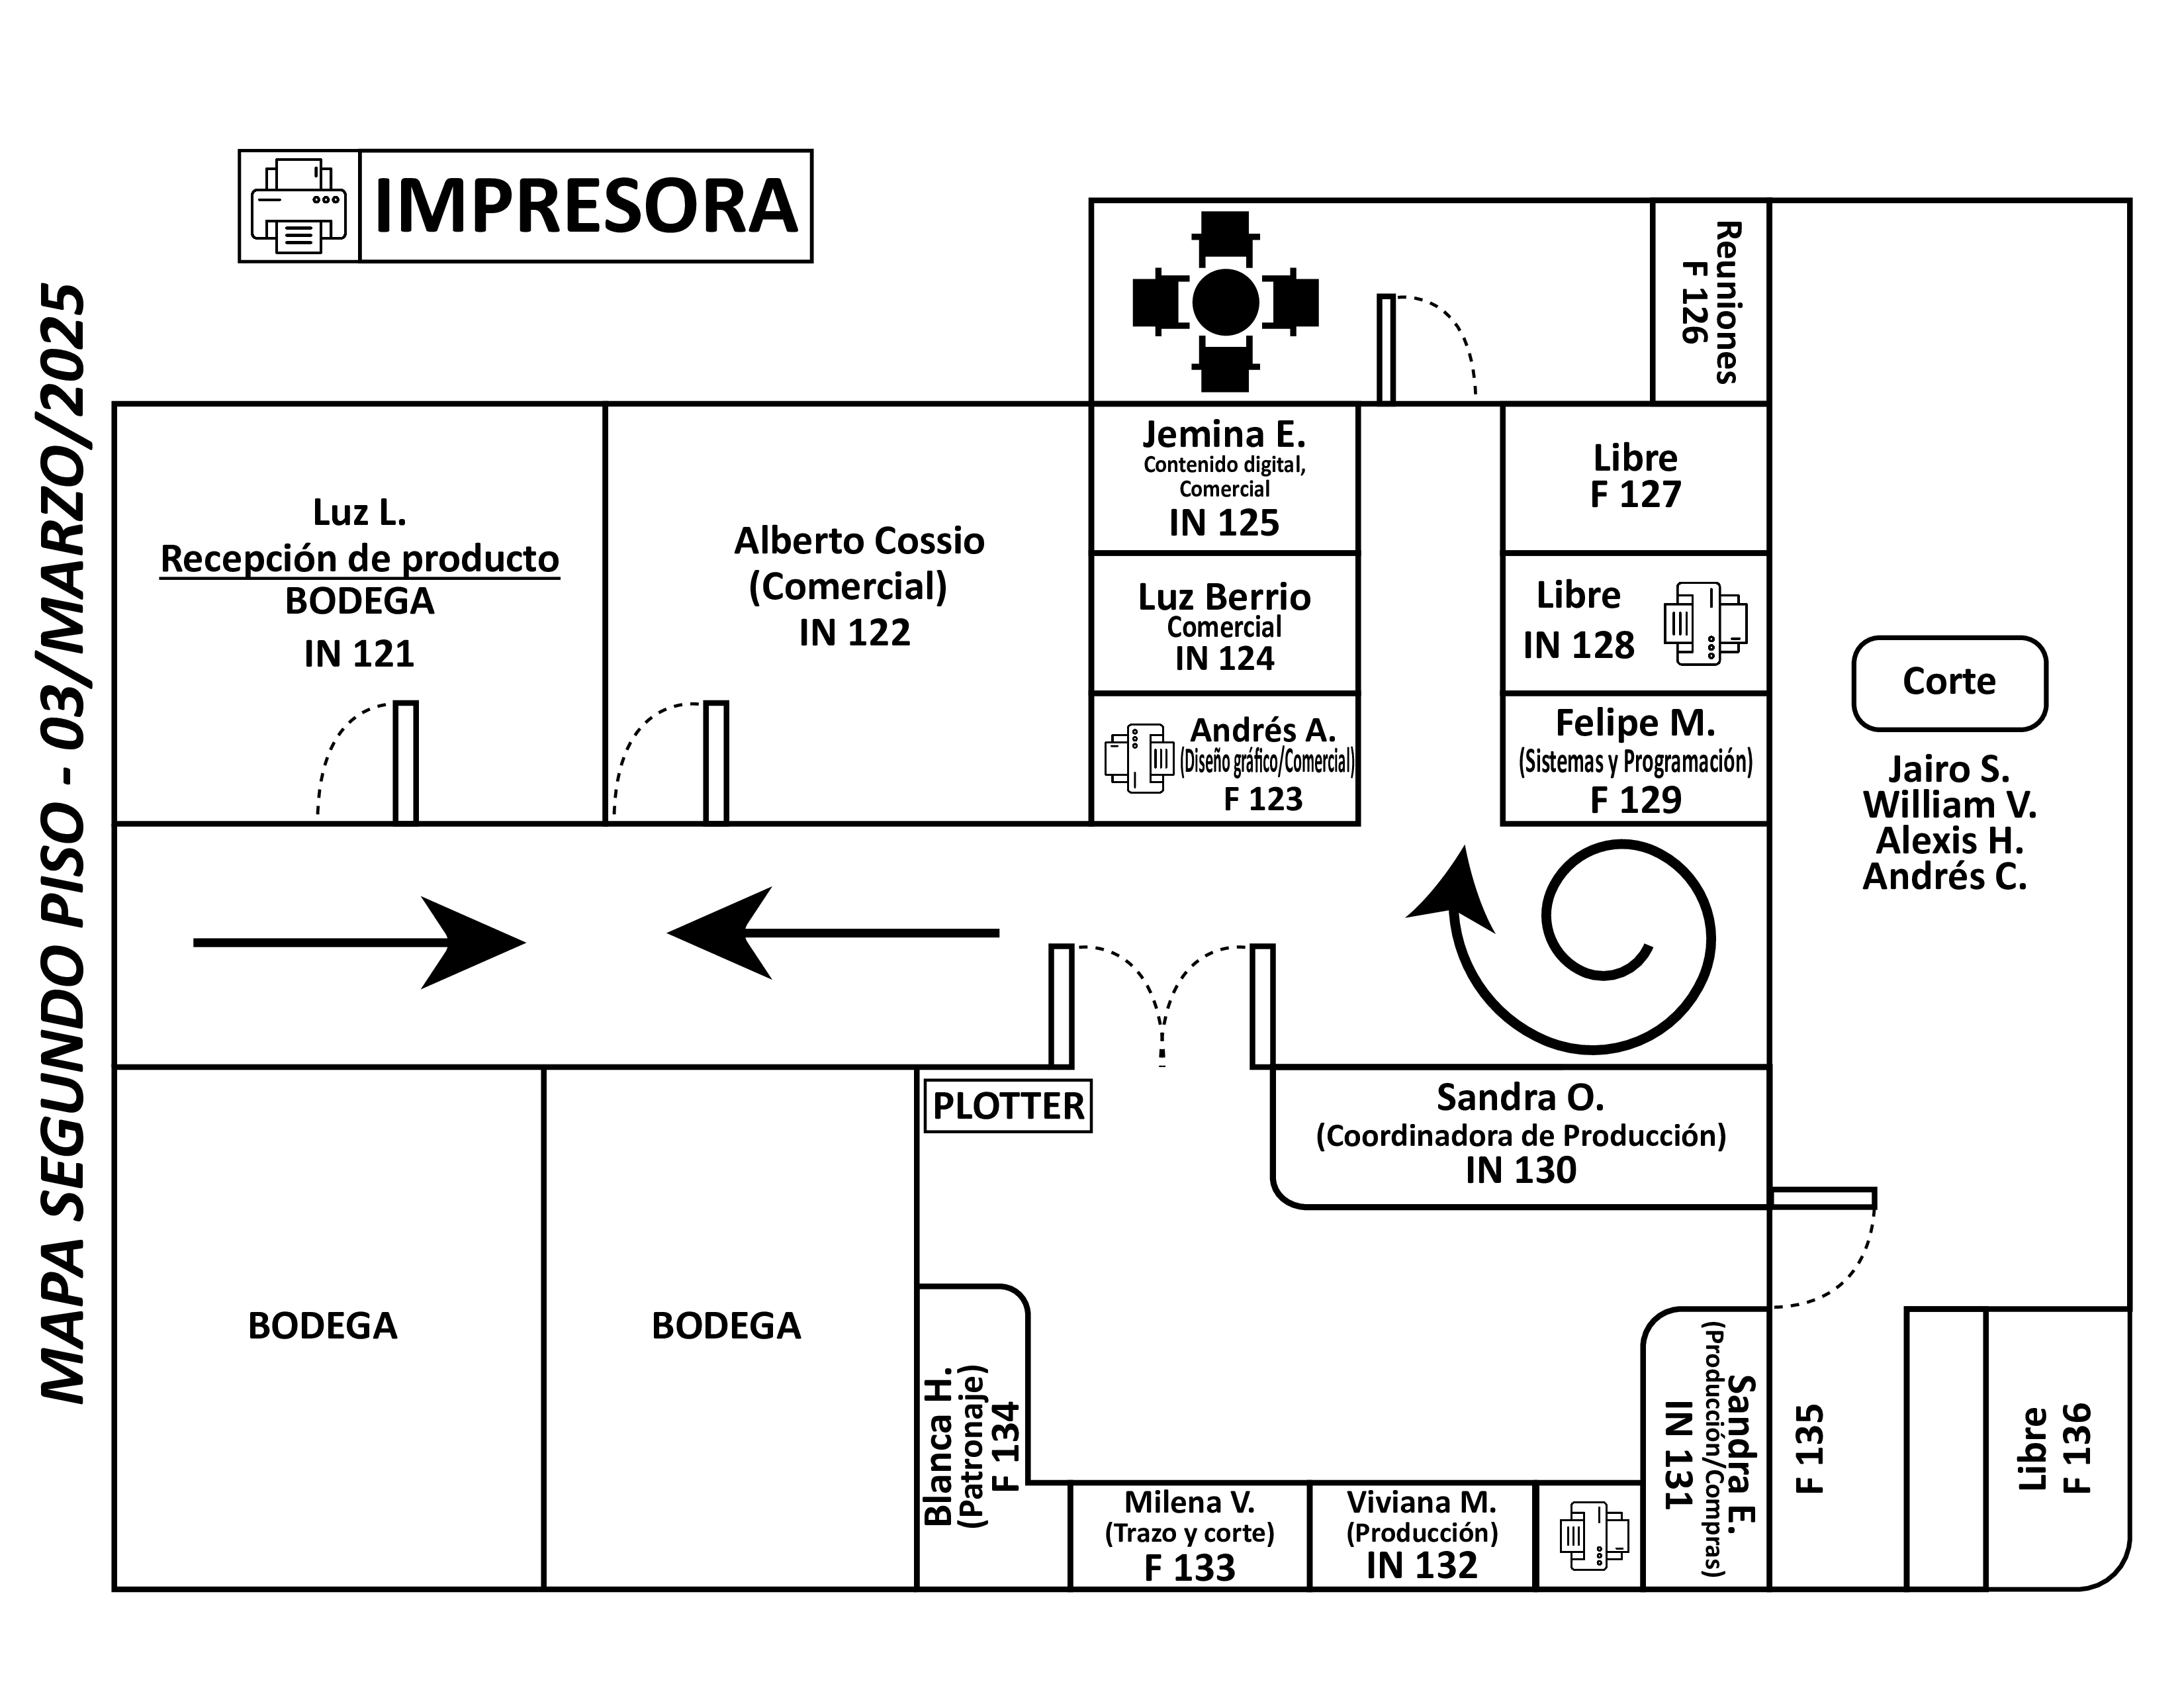 MAPA SEGUNDO PISO - 03/MARZO/2025
IMPRESORA
Reuniones
F 126
Luz L.
Recepción de producto
BODEGA
IN 121
Alberto Cossio
(Comercial)
IN 122
Jemina E.
Contenido digital,
Comercial
IN 125
Luz Berrio
Comercial
IN 124
Andrés A.
(Diseño gráfico/Comercial)
F 123
Libre
F 127
Libre
IN 128
Felipe M.
(Sistemas y Programación)
F 129
Corte
Jairo S.
William V.
Alexis H.
Andrés C.
PLOTTER
Sandra O.
(Coordinadora de Producción)
IN 130
BODEGA
BODEGA
Blanca H.
(Patronaje)
F 134
Milena V.
(Trazo y corte)
F 133
Viviana M.
(Producción)
IN 132
Sandra E.
(Producción/Compras)
IN 131
F 135
Libre
F 136